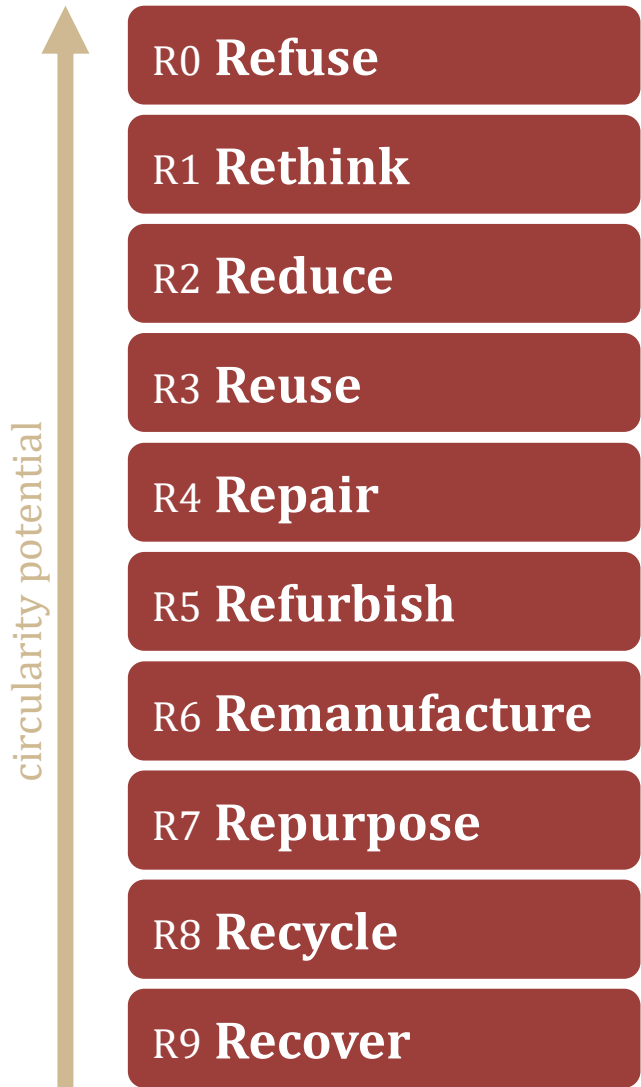 R0 Refuse
R1 Rethink
R2 Reduce
R3 Reuse
R4 Repair
R5 Refurbish
R6 Remanufacture
R7 Repurpose
R8 Recycle
R9 Recover
circularity potential